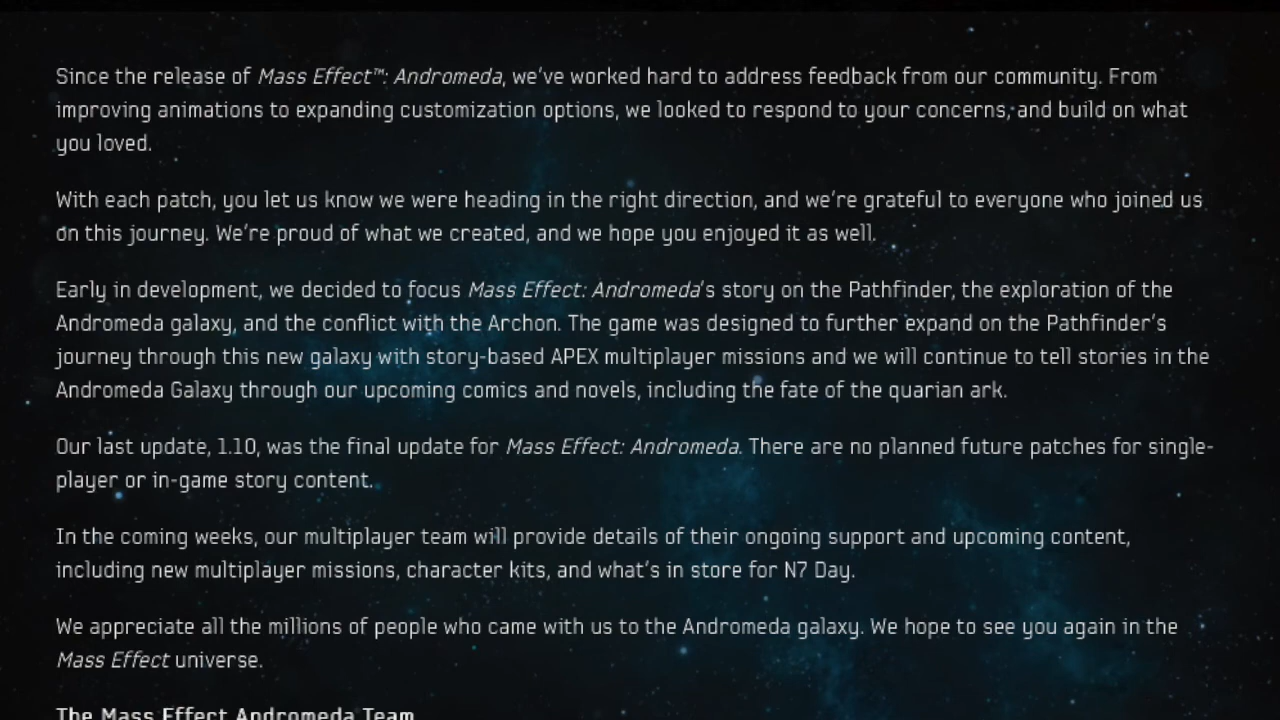 Since the release of Mass Effect™: Andromeda, we've worked hard to address feedback from our community. From
improving animations to expanding customization options, we looked to respond to your concerns, and build on what
you loved.
With each patch, you let us know we were heading in the right direction, and we're grateful to everyone who joined us
on this journey. We're proud of what we created, and we hope you enjoyed it as well.
Early in development, we decided to focus Mass Effect: Andromeda's story on the Pathfinder, the exploration of the
Andromeda galaxy, and the conflict with the Archon. The game was designed to further expand on the Pathfinder's
journey through this new galaxy with story-based APEX multiplayer missions and we will continue to tell stories in the
Andromeda Galaxy through our upcoming comics and novels, including the fate of the quarian ark.
Our last update, 1.10, was the final update for Mass Effect: Andromeda. There are no planned future patches for single-
player or in-game story content.
In the coming weeks, our multiplayer team will provide details of their ongoing support and upcoming content,
including new multiplayer missions, character kits, and what's in store for N7 Day.
We appreciate all the millions of people who came with us to the Andromeda galaxy. We hope to see you again in the
Mass Effect universe.
The Mass Effect Andromeda Team